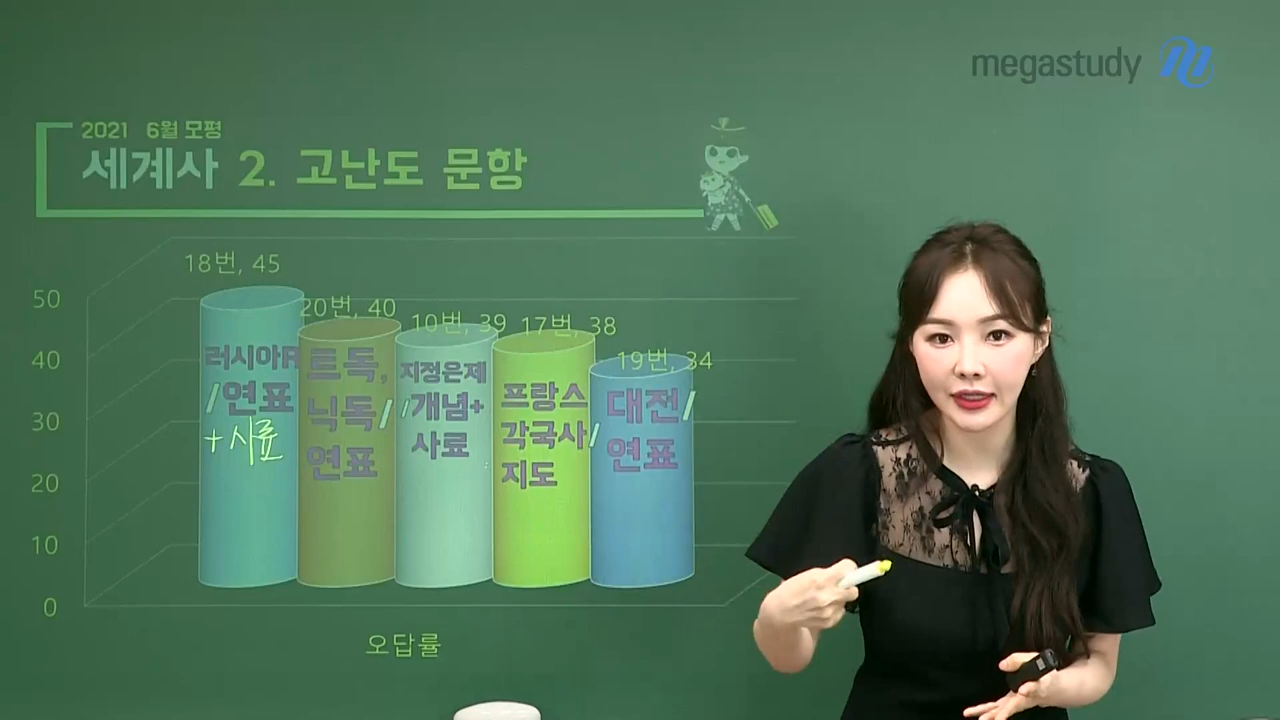 megastudy
2021 6월 모평
세계사 2. 고난도 문항
18번, 45
20번, 40
10번, 39
17번, 38
19번, 34
50
40
30
20
10
0
러시아R
/연표
+사료
트독,
닉독/
연표
지정은제
/개념+
사료
프랑스
각국사/
지도
대전/
연표
오답률